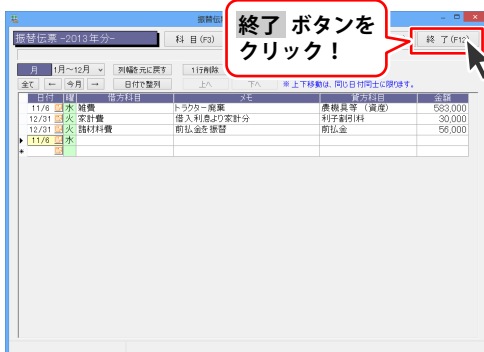 振替伝
終了 ボタンを
クリック！
振替伝票 −2013年分−
科 目(F3)
終 了(F12)
月 1月～12月 列幅を元に戻す 1行削除
全て ← 今月 → 日付で整列 上へ 下へ ※上下移動は、同じ日付同士に限ります。
日付 曜 借方科目 メモ 貸方科目 金額
11/6 水 雑費 トラクター廃棄 農機具等（資産） 583,000
12/31 火 家計費 借入利息より家計分 利子割引料 30,000
12/31 火 諸材料費 前払金を振替 前払金 56,000
11/6 水